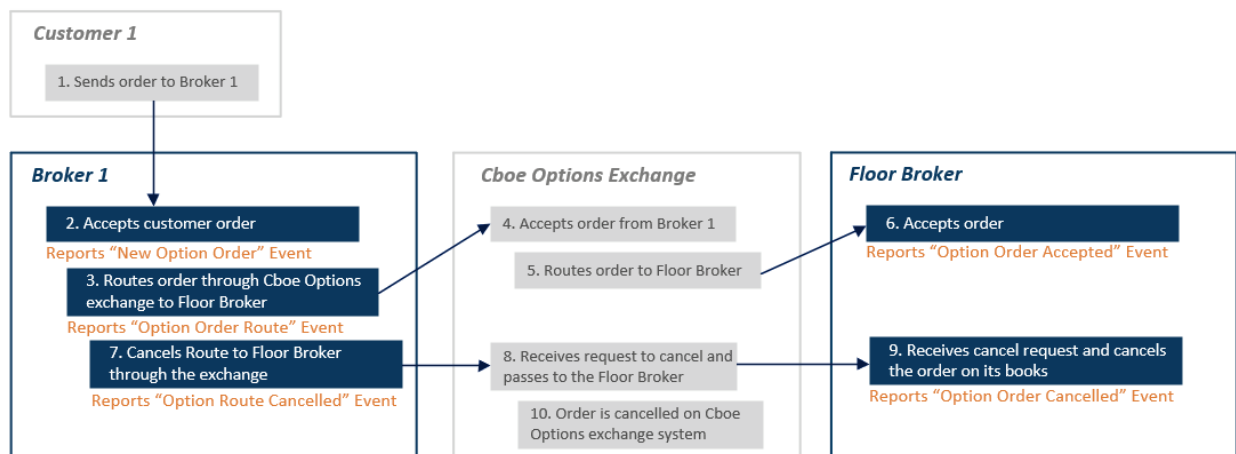 Customer 1
1. Sends order to Broker 1
Broker 1
2. Accepts customer order
Reports “New Option Order” Event
3. Routes order through Cboe Options
exchange to Floor Broker
Reports “Option Order Route” Event
7. Cancels Route to Floor Broker
through the exchange
Reports “Option Route Cancelled” Event
Cboe Options Exchange
4. Accepts order from Broker 1
5. Routes order to Floor Broker
8. Receives request to cancel and
passes to the Floor Broker
10. Order is cancelled on Cboe
Options exchange system
Floor Broker
6. Accepts order
Reports “Option Order Accepted” Event
9. Receives cancel request and cancels
the order on its books
Reports “Option Order Cancelled” Event